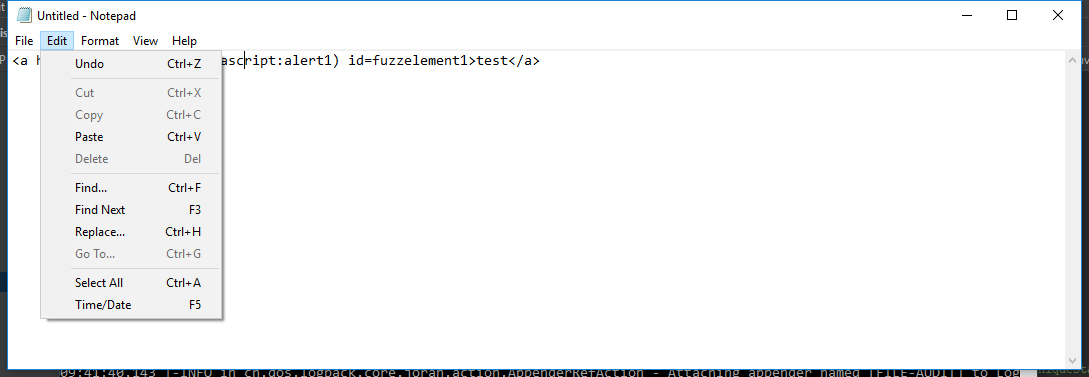 Untitled - Notepad
File Edit Format View Help
<a h ascript:alert1) id=fuzzelement1>test</a>
Undo Ctrl+Z
Cut Ctrl+X
Copy Ctrl+C
Paste Ctrl+V
Delete Del
Find... Ctrl+F
Find Next F3
Replace... Ctrl+H
Go To... Ctrl+G
Select All Ctrl+A
Time/Date F5
09:41:40,143 |-INFO in ch.qos.logback.core.joran.action.AppenderRefAction - Attaching appender named [FILE-AUDIT] to Log